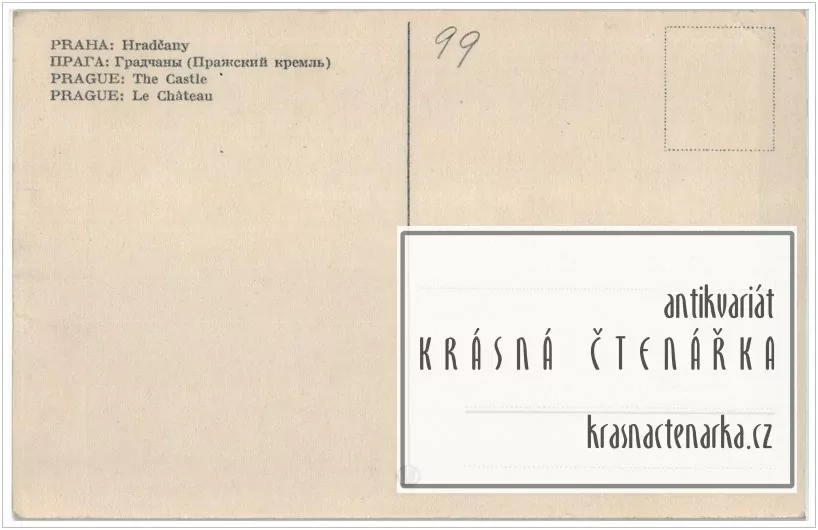 PRAHA: Hradčany
ПРАГА: Градчаны (Пражский кремль)
PRAGUE: The Castle
PRAGUE: Le Château
99
antikvariát
KRÁSNÁ ČTENÁŘKA
krasnactenarka.cz